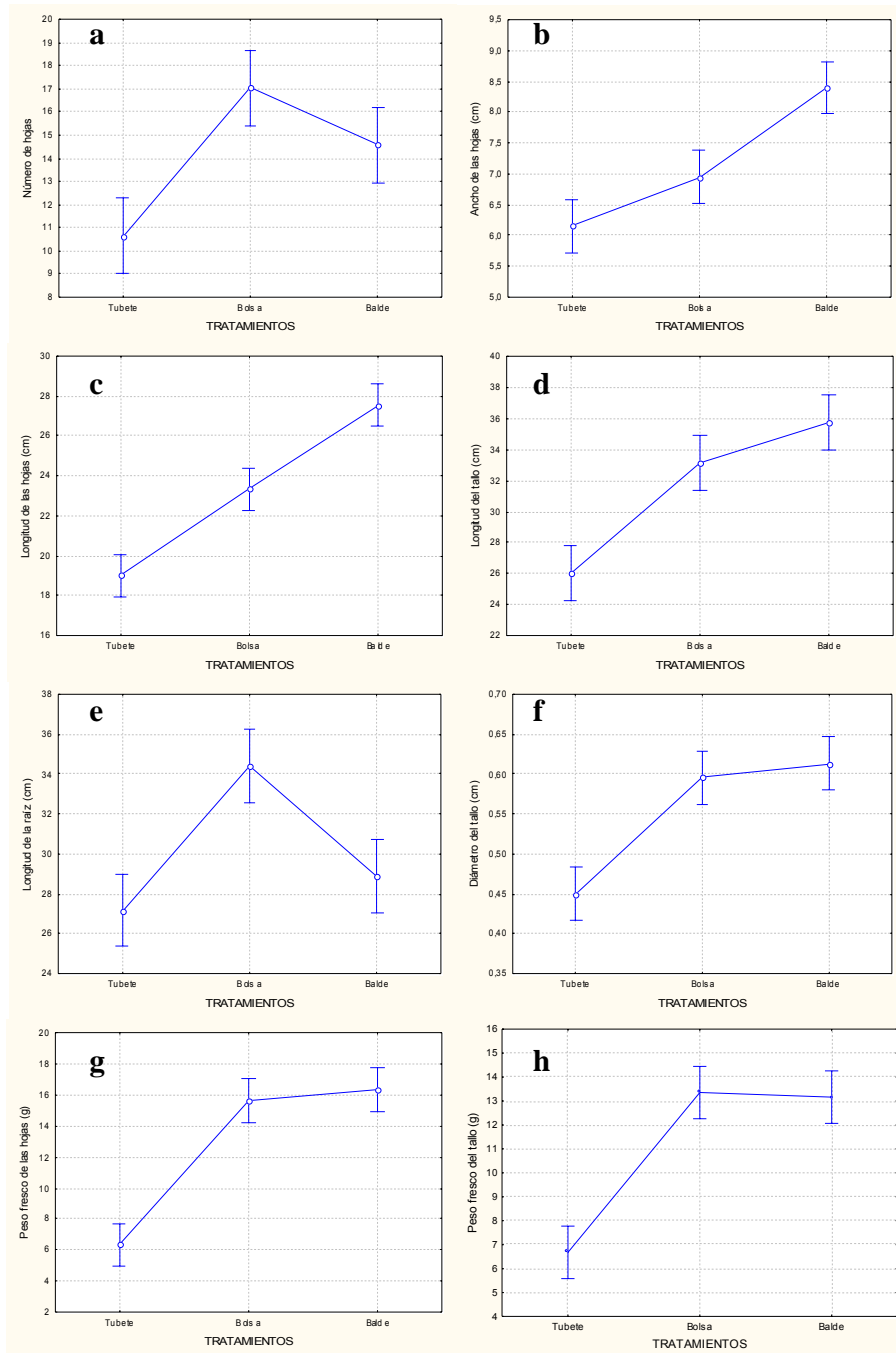 a
Número de hojas
20
19
18
17
16
15
14
13
12
11
10
9
8
Tubete Bolsa Balde
TRATAMIENTOS
b
Ancho de las hojas (cm)
9,5
9,0
8,5
8,0
7,5
7,0
6,5
6,0
5,5
5,0
Tubete Bolsa Balde
TRATAMIENTOS
c
Longitud de las hojas (cm)
30
28
26
24
22
20
18
16
Tubete Bolsa Balde
TRATAMIENTOS
d
Longitud del tallo (cm)
40
38
36
34
32
30
28
26
24
22
Tubete Bolsa Balde
TRATAMIENTOS
e
Longitud de la raíz (cm)
38
36
34
32
30
28
26
24
Tubete Bolsa Balde
TRATAMIENTOS
f
Diámetro del tallo (cm)
0,70
0,65
0,60
0,55
0,50
0,45
0,40
0,35
Tubete Bolsa Balde
TRATAMIENTOS
g
Peso fresco de las hojas (g)
20
18
16
14
12
10
8
6
4
2
Tubete Bolsa Balde
TRATAMIENTOS
h
Peso fresco del tallo (g)
16
15
14
13
12
11
10
9
8
7
6
5
4
Tubete Bolsa Balde
TRATAMIENTOS